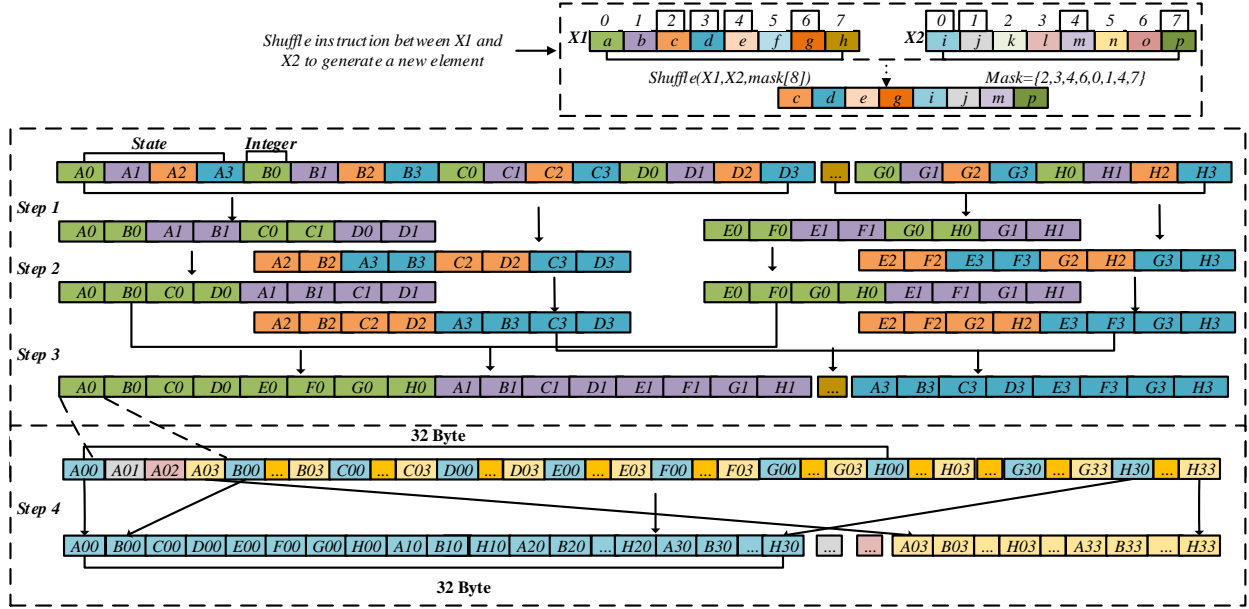 0 1 2 3 4 5 6 7 0 1 2 3 4 5 6 7
X1 a b c d e f g h X2 i j k l m n o p
Shuffle instruction between X1 and
X2 to generate a new element
Shuffle(X1,X2,mask[8]) Mask={2,3,4,6,0,1,4,7}
c d e g i j m p
State Integer
A0 A1 A2 A3 B0 B1 B2 B3 C0 C1 C2 C3 D0 D1 D2 D3 ... G0 G1 G2 G3 H0 H1 H2 H3
Step 1
A0 B0 A1 B1 C0 C1 D0 D1 E0 F0 E1 F1 G0 H0 G1 H1
A2 B2 A3 B3 C2 D2 C3 D3 E2 F2 E3 F3 G2 H2 G3 H3
Step 2
A0 B0 C0 D0 A1 B1 C1 D1 E0 F0 G0 H0 E1 F1 G1 H1
A2 B2 C2 D2 A3 B3 C3 D3 E2 F2 G2 H2 E3 F3 G3 H3
Step 3
A0 B0 C0 D0 E0 F0 G0 H0 A1 B1 C1 D1 E1 F1 G1 H1 ... A3 B3 C3 D3 E3 F3 G3 H3
32 Byte
A00 A01 A02 A03 B00 ... B03 C00 ... C03 D00 ... D03 E00 ... E03 F00 ... F03 G00 ... G03 H00 ... H03 ... G30 ... G33 H30 ... H33
Step 4
A00 B00 C00 D00 E00 F00 G00 H00 A10 B10 H10 A20 B20 ... H20 A30 B30 ... H30 ... ... A03 B03 ... H03 ... A33 B33 ... H33
32 Byte